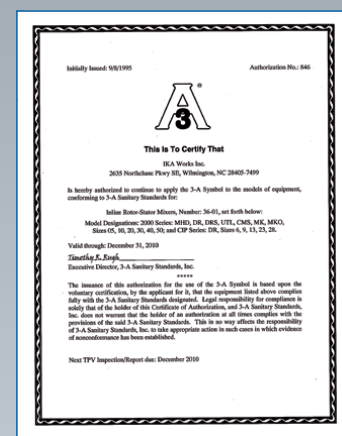 Initially Issued: 9/8/1995 Authorization No.: 846
A
3
®
This Is To Certify That
IKA Works Inc.
2635 Northchase Pkwy SE, Wilmington, NC 28405-7499
Is hereby authorized to continue to apply the 3-A Symbol to the models of equipment,
conforming to 3-A Sanitary Standards for:
Inline Rotor-Stator Mixers, Number: 36-01, set forth below:
Model Designations: 2000 Series: MHD, DR, DRS, UTL, CMS, MK, MKO,
Sizes 05, 10, 20, 30, 40, 50; and CIP Series: DR, Sizes 6, 9, 13, 23, 28.
Valid through: December 31, 2010
Timothy R. Rugh
Executive Director, 3-A Sanitary Standards, Inc.
*****
The issuance of this authorization for the use of the 3-A Symbol is based upon the
voluntary certification, by the applicant for it, that the equipment listed above complies
fully with the 3-A Sanitary Standards designated. Legal responsibility for compliance is
solely that of the holder of this Certificate of Authorization, and 3-A Sanitary Standards,
Inc. does not warrant that the holder of an authorization at all times complies with the
provisions of the said 3-A Sanitary Standards. This in no way affects the responsibility
of 3-A Sanitary Standards, Inc. to take appropriate action in such cases in which evidence
of nonconformance has been established.
Next TPV Inspection/Report due: December 2010